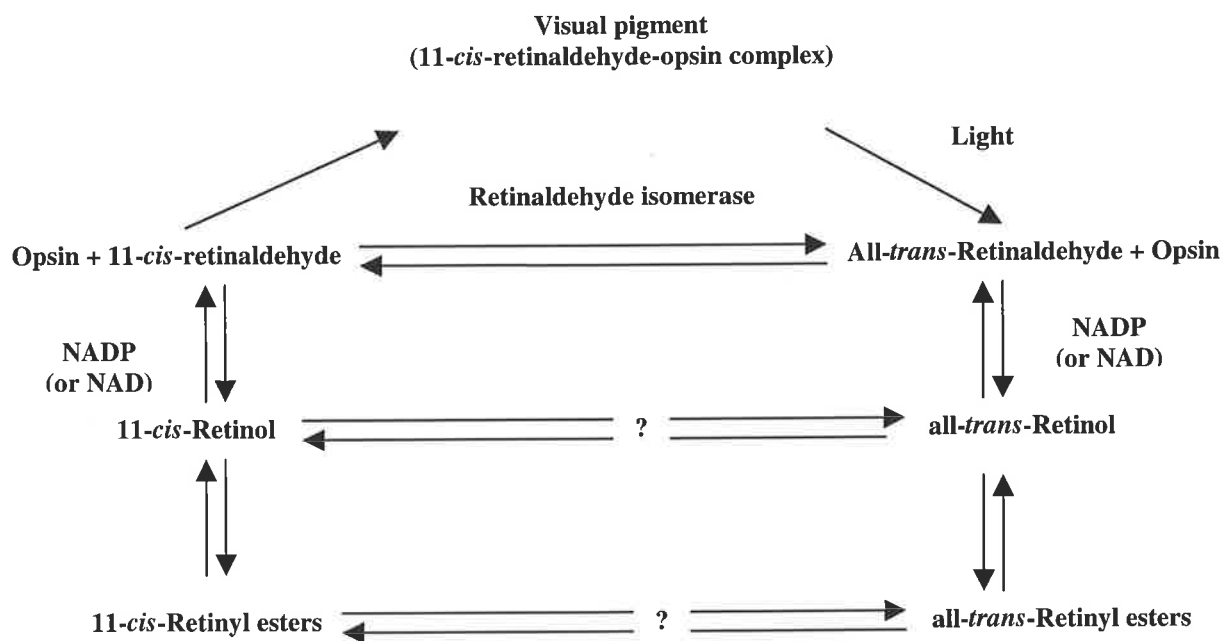 Visual pigment
(11-cis-retinaldehyde-opsin complex)
Light
Retinaldehyde isomerase
Opsin + 11-cis-retinaldehyde
All-trans-Retinaldehyde + Opsin
NADP
(or NAD)
NADP
(or NAD)
11-cis-Retinol
?
all-trans-Retinol
11-cis-Retinyl esters
?
all-trans-Retinyl esters